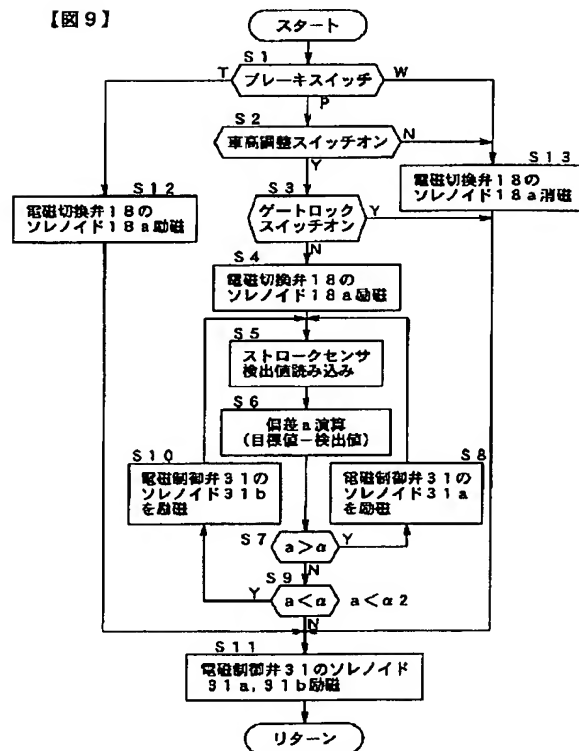 【図9】
スタート
S1
ブレーキスイッチ
T
W
P
S2
車高調整スイッチオン
N
Y
S13
電磁切換弁18の
ソレノイド18a消磁
S12
電磁切換弁18の
ソレノイド18a励磁
S3
ゲートロック
スイッチオン
Y
N
S4
電磁切換弁18の
ソレノイド18a励磁
S5
ストロークセンサ
検出値読み込み
S6
偏差a演算
(目標値-検出値)
S10
電磁制御弁31の
ソレノイド31b
を励磁
S8
電磁制御弁31の
ソレノイド31a
を励磁
S7
a>α
Y
N
S9
Y
a<α
a<α2
N
S11
電磁制御弁31のソレノイド
31a,31b励磁
リターン